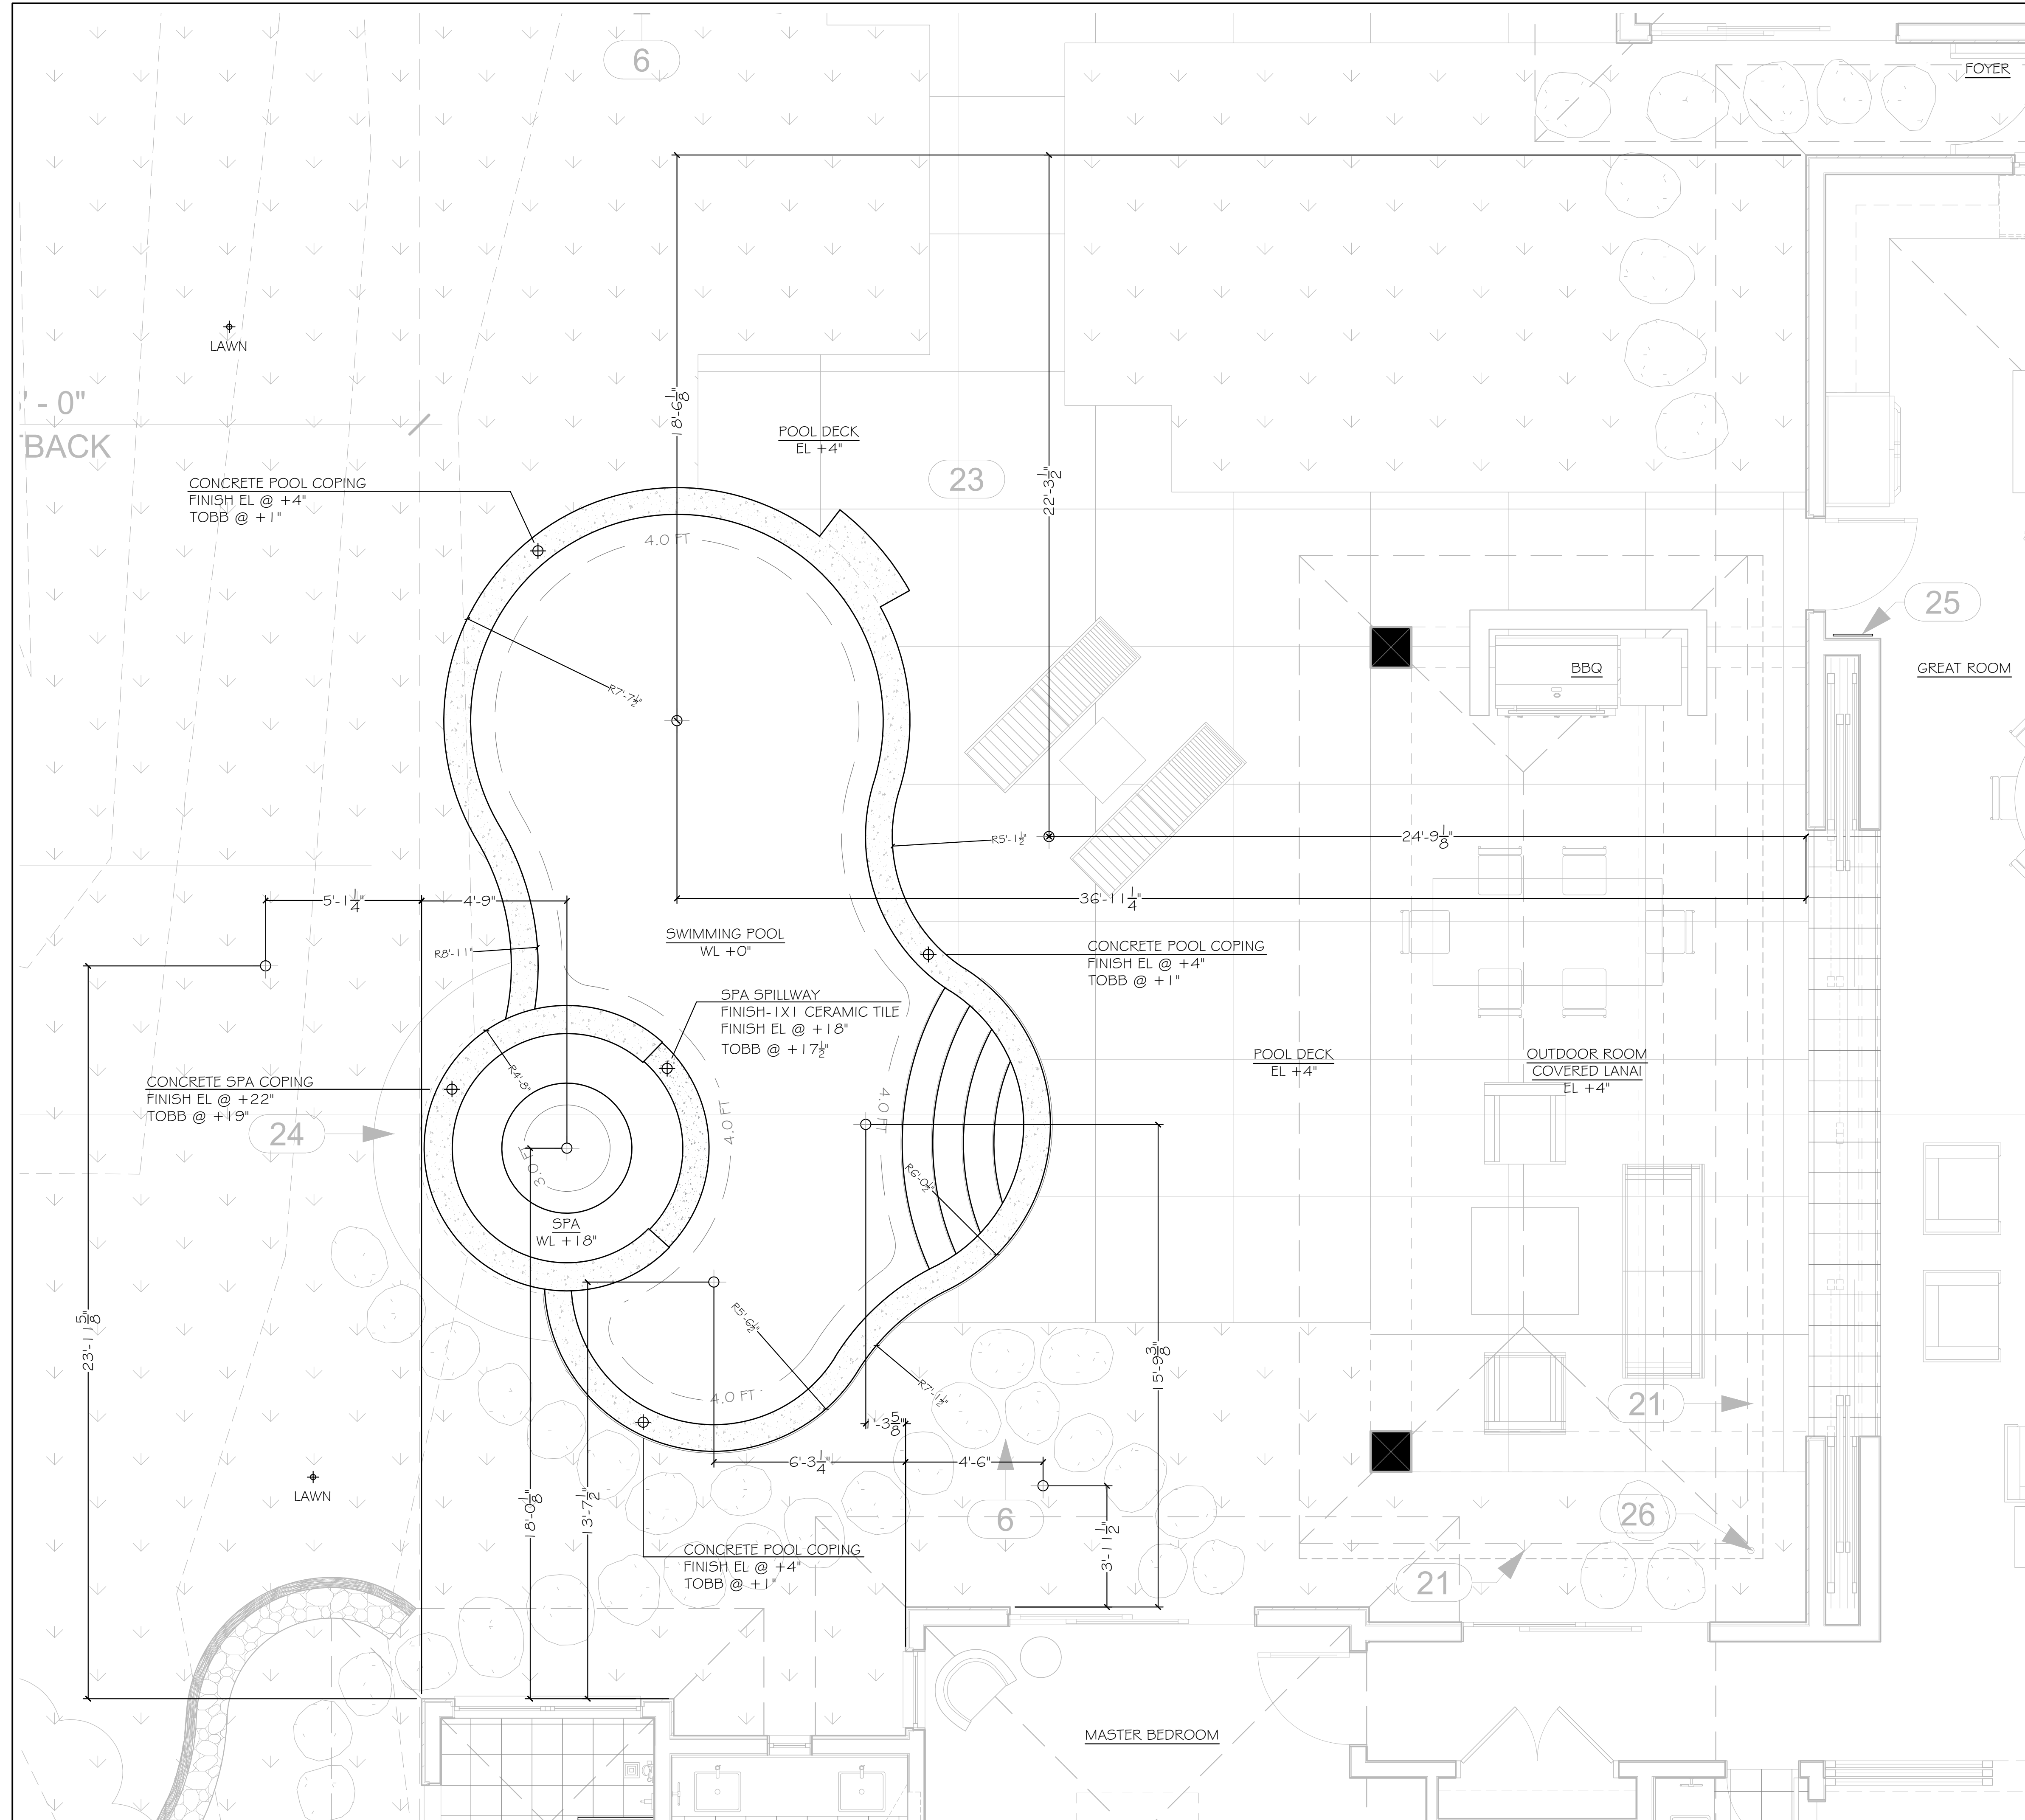 6
FOYER
LAWN
' - 0"
BACK
18'-6 1/8"
22'-3 1/2"
POOL DECK
EL +4"
23
CONCRETE POOL COPING
FINISH EL @ +4"
TOBB @ +1"
4.0 FT
25
BBQ
GREAT ROOM
R7'-7 1/2"
R5'-1 1/2"
24'-9 1/8"
5'-1 1/4"
4'-9"
36'-11 1/4"
R8'-11"
SWIMMING POOL
WL +0"
CONCRETE POOL COPING
FINISH EL @ +4"
TOBB @ +1"
SPA SPILLWAY
FINISH-1X1 CERAMIC TILE
FINISH EL @ +18"
TOBB @ +17 1/2"
R4'-8"
CONCRETE SPA COPING
FINISH EL @ +22"
TOBB @ +19"
24
4.0 FT
4.0 FT
POOL DECK
EL +4"
OUTDOOR ROOM
COVERED LANAI
EL +4"
3.0 FT
R6'-0 1/2"
SPA
WL +18"
23'-11 5/8"
R5'-6 1/2"
15'-9 3/8"
4.0 FT
R7'-1 1/2"
1'-3 5/8"
21
6'-3 1/4"
4'-6"
LAWN
18'-0 1/8"
13'-7 1/2"
6
26
3'-11 1/2"
CONCRETE POOL COPING
FINISH EL @ +4"
TOBB @ +1"
21
MASTER BEDROOM